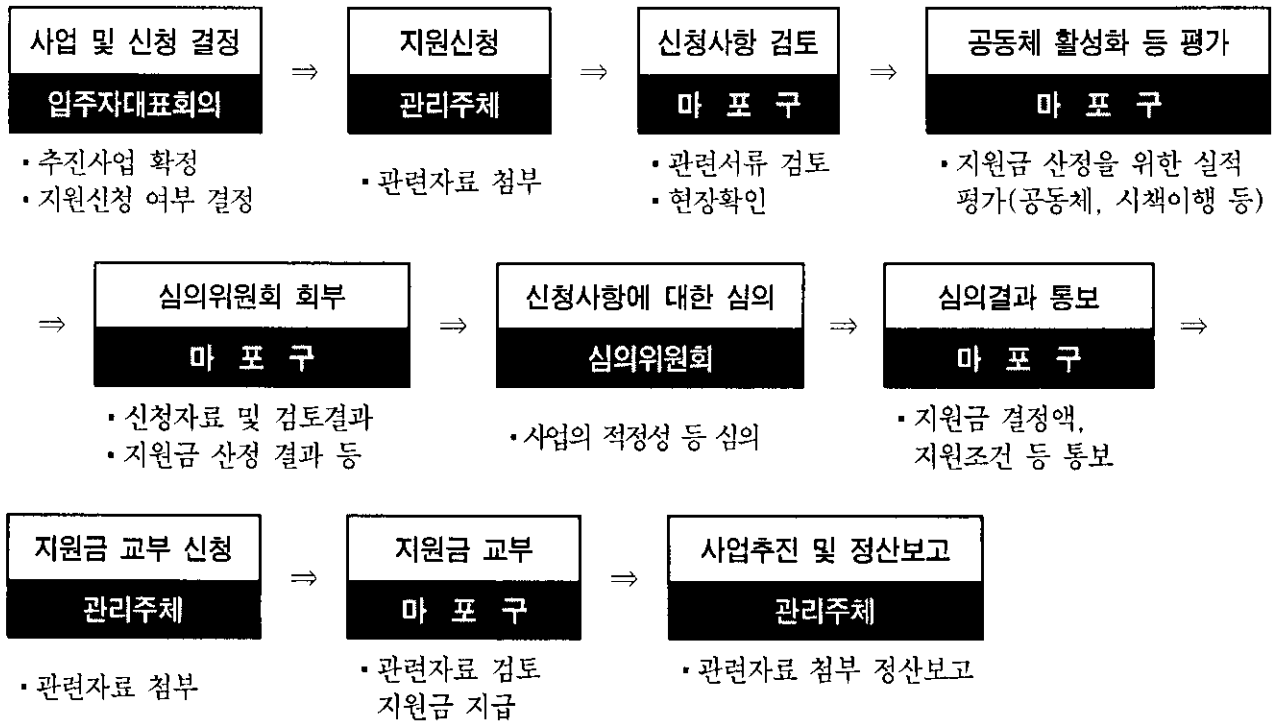 사업 및 신청 결정 ⇒ 지원신청 ⇒ 신청사항 검토 ⇒ 공동체 활성화 등 평가
입주자대표회의 관리주체 마 포 구 마 포 구
▪ 추진사업 확정
▪ 지원신청 여부 결정
▪ 관련자료 첨부
▪ 관련서류 검토
▪ 현장확인
▪ 지원금 산정을 위한 실적
평가(공동체, 시책이행 등)
⇒ 심의위원회 회부 ⇒ 신청사항에 대한 심의 ⇒ 심의결과 통보 ⇒
마 포 구 심의위원회 마 포 구
▪ 신청자료 및 검토결과
▪ 지원금 산정 결과 등
▪ 사업의 적정성 등 심의
▪ 지원금 결정액,
지원조건 등 통보
지원금 교부 신청 ⇒ 지원금 교부 ⇒ 사업추진 및 정산보고
관리주체 마 포 구 관리주체
▪ 관련자료 첨부
▪ 관련자료 검토
지원금 지급
▪ 관련자료 첨부 정산보고